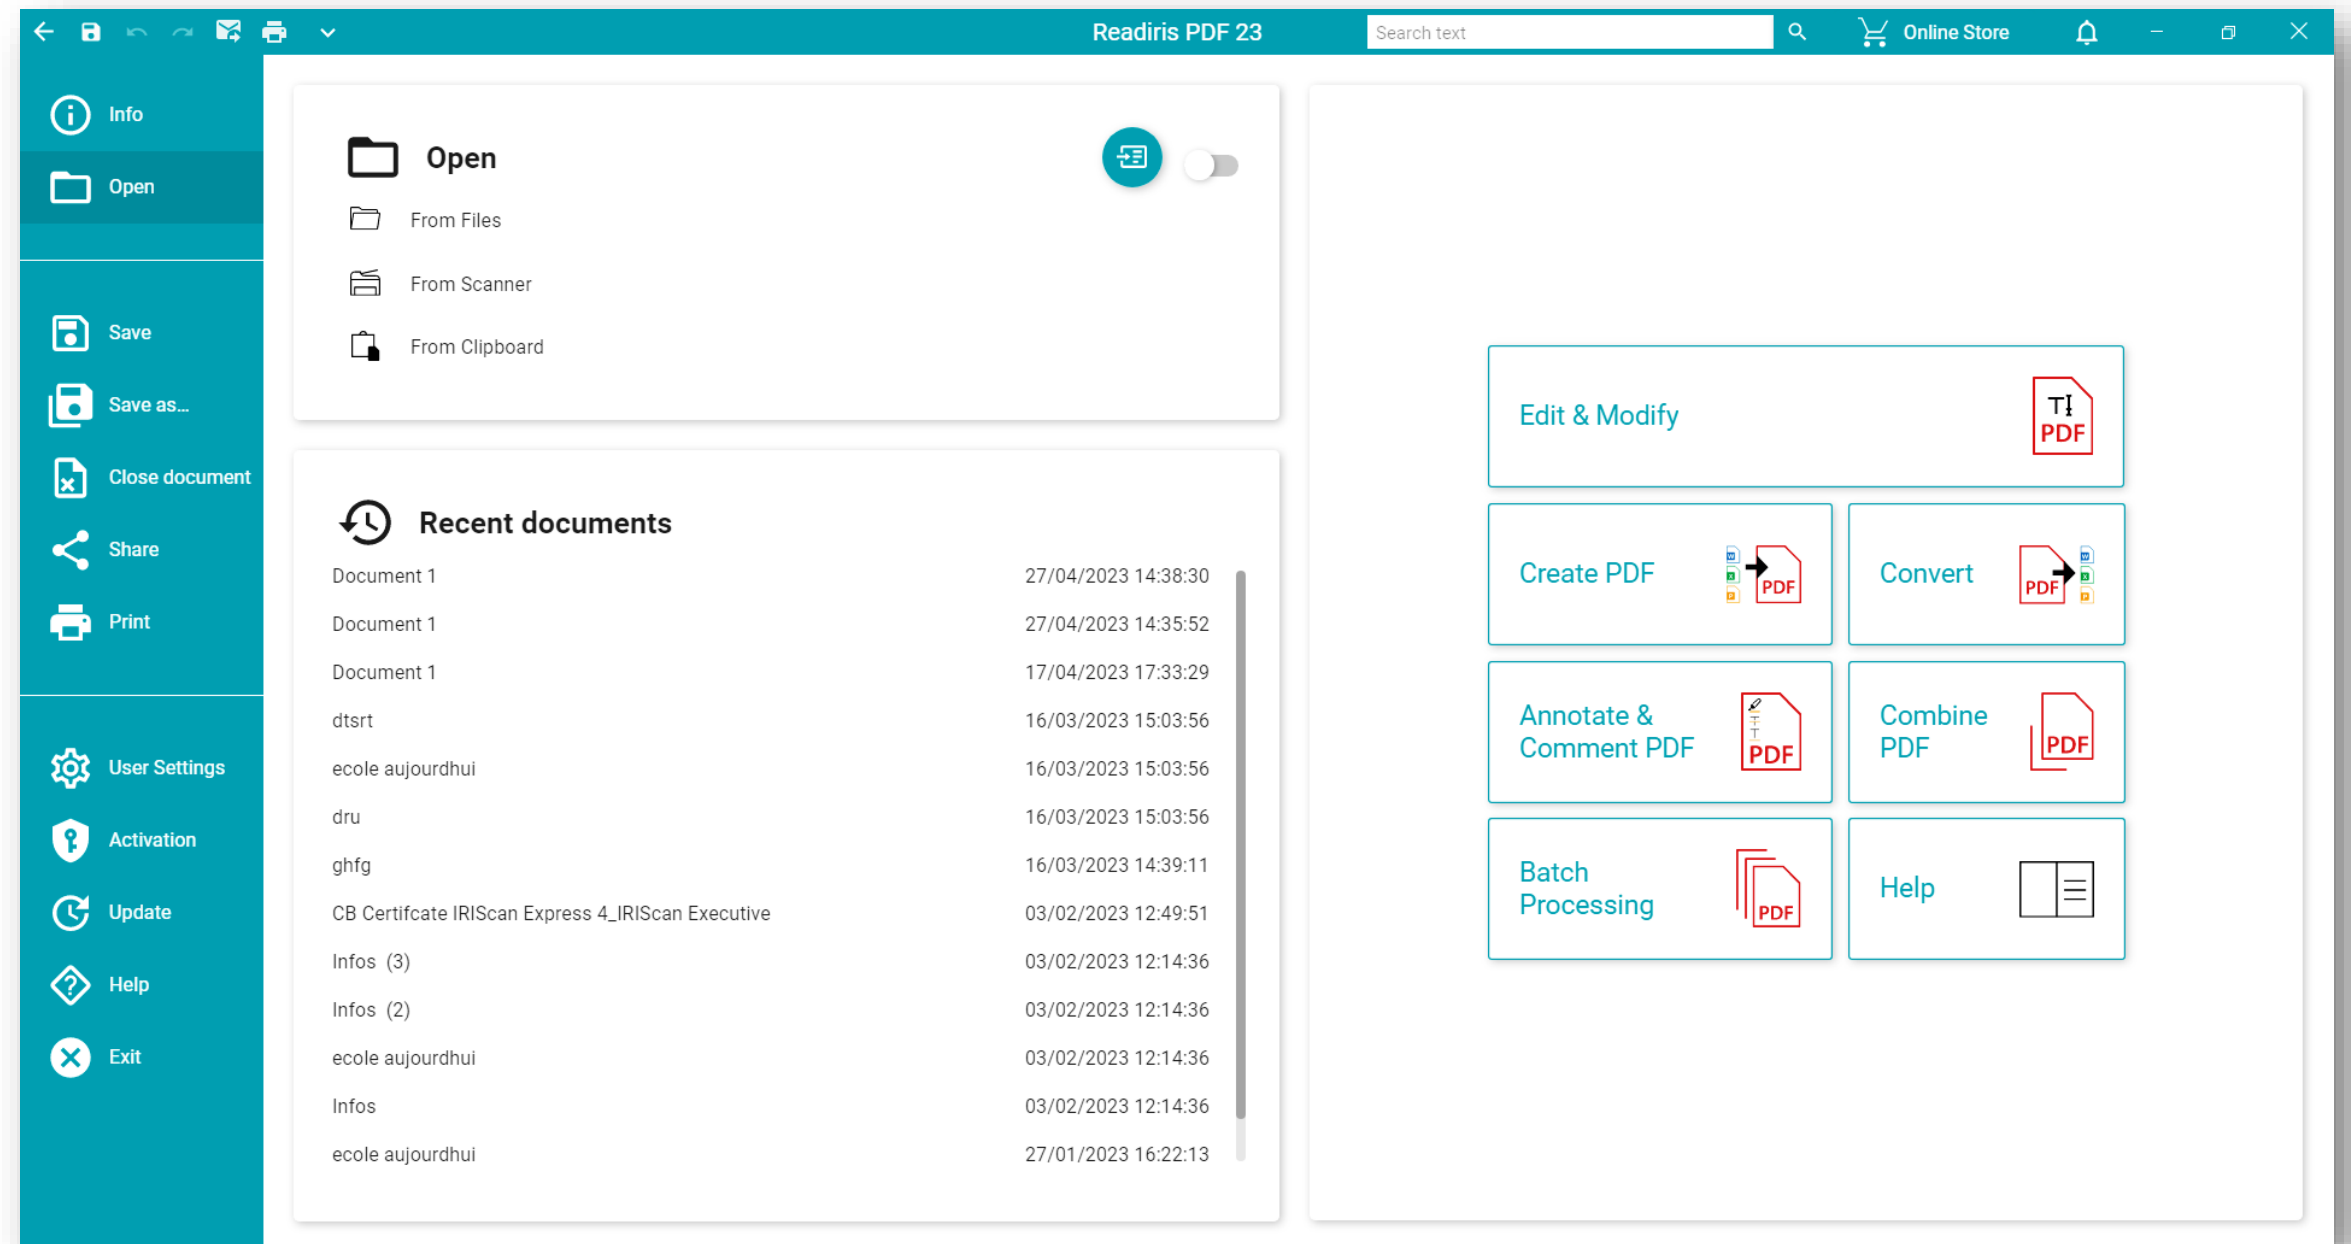 Readiris PDF 23
Search text
Online Store
Info
Open
Save
Save as...
Close document
Share
Print
User Settings
Activation
Update
Help
Exit
Open
From Files
From Scanner
From Clipboard
Recent documents
Document 1 27/04/2023 14:38:30
Document 1 27/04/2023 14:35:52
Document 1 17/04/2023 17:33:29
dtsrt 16/03/2023 15:03:56
ecole aujourdhui 16/03/2023 15:03:56
dru 16/03/2023 15:03:56
ghfg 16/03/2023 14:39:11
CB Certifcate IRIScan Express 4_IRIScan Executive 03/02/2023 12:49:51
Infos (3) 03/02/2023 12:14:36
Infos (2) 03/02/2023 12:14:36
ecole aujourdhui 03/02/2023 12:14:36
Infos 03/02/2023 12:14:36
ecole aujourdhui 27/01/2023 16:22:13
Edit & Modify
T
PDF
Create PDF
W
X
P
PDF
Convert
PDF
W
X
P
Annotate &
Comment PDF
T
T
PDF
Combine
PDF
PDF
Batch
Processing
PDF
Help